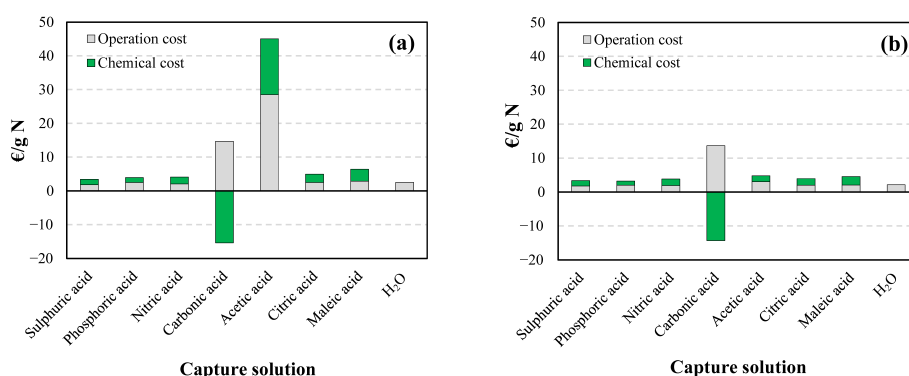 50
40
30
20
10
0
−10
−20
€/g N
Operation cost
Chemical cost
(a)
Sulphuric acid
Phosphoric acid
Nitric acid
Carbonic acid
Acetic acid
Citric acid
Maleic acid
H₂O
Capture solution
50
40
30
20
10
0
−10
−20
€/g N
Operation cost
Chemical cost
(b)
Sulphuric acid
Phosphoric acid
Nitric acid
Carbonic acid
Acetic acid
Citric acid
Maleic acid
H₂O
Capture solution